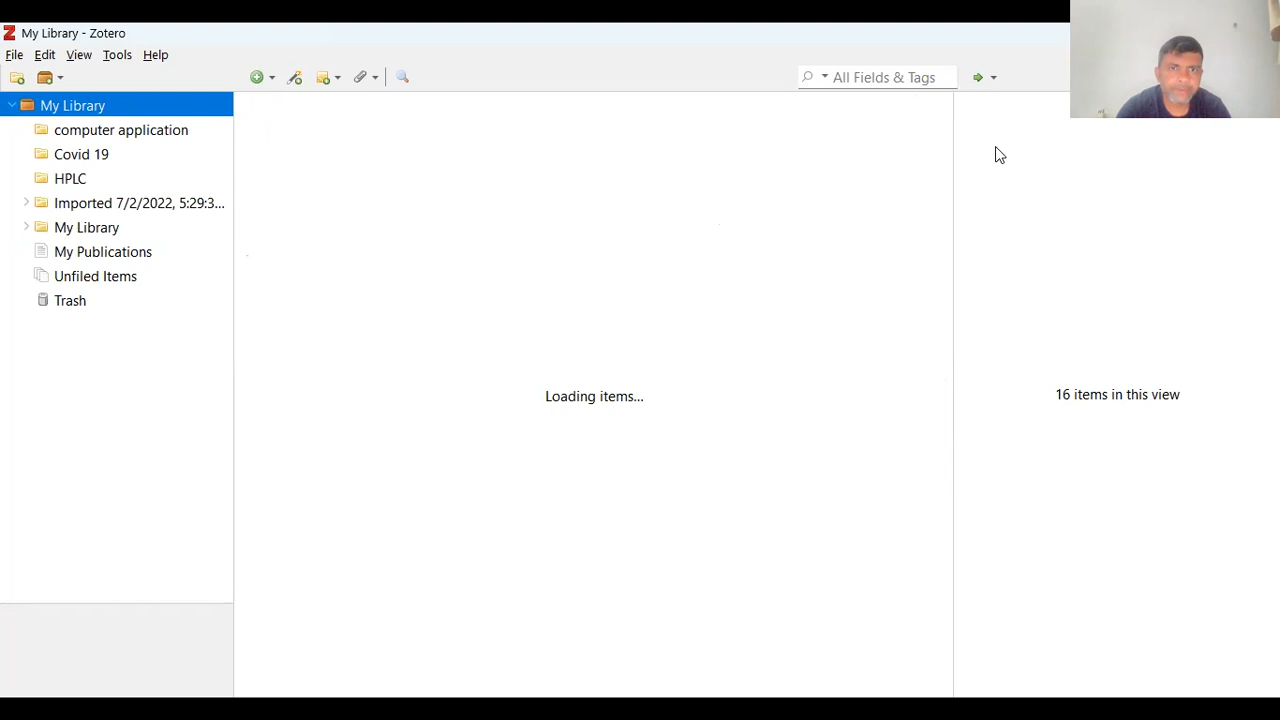 My Library - Zotero
File Edit View Tools Help
All Fields & Tags
My Library
computer application
Covid 19
HPLC
Imported 7/2/2022, 5:29:3...
My Library
My Publications
Unfiled Items
Trash
Loading items...
16 items in this view